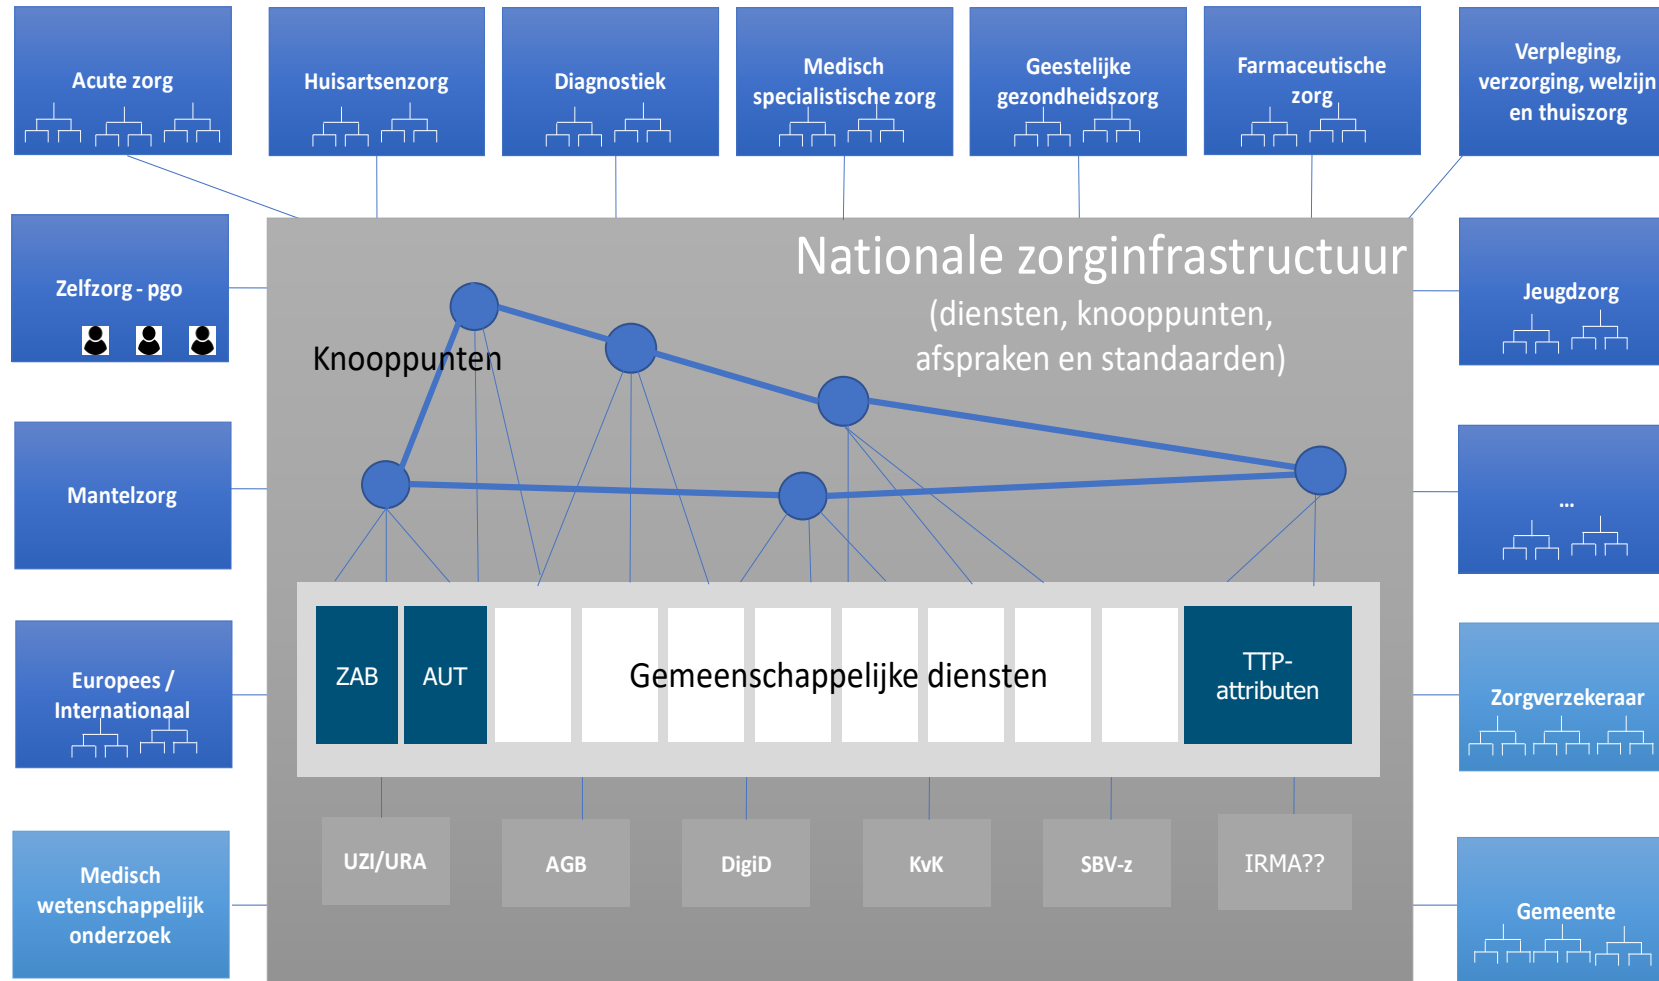 Acute zorg
Huisartsenzorg
Diagnostiek
Medisch
specialistische zorg
Geestelijke
gezondheidszorg
Farmaceutische
zorg
Verpleging,
verzorging, welzijn
en thuiszorg
Zelfzorg - pgo
Mantelzorg
Europees /
Internationaal
Medisch
wetenschappelijk
onderzoek
Nationale zorginfrastructuur
(diensten, knooppunten,
afspraken en standaarden)
Knooppunten
ZAB
AUT
Gemeenschappelijke diensten
TTP-
attributen
UZI/URA
AGB
DigiD
KvK
SBV-z
IRMA??
Jeugdzorg
...
Zorgverzekeraar
Gemeente